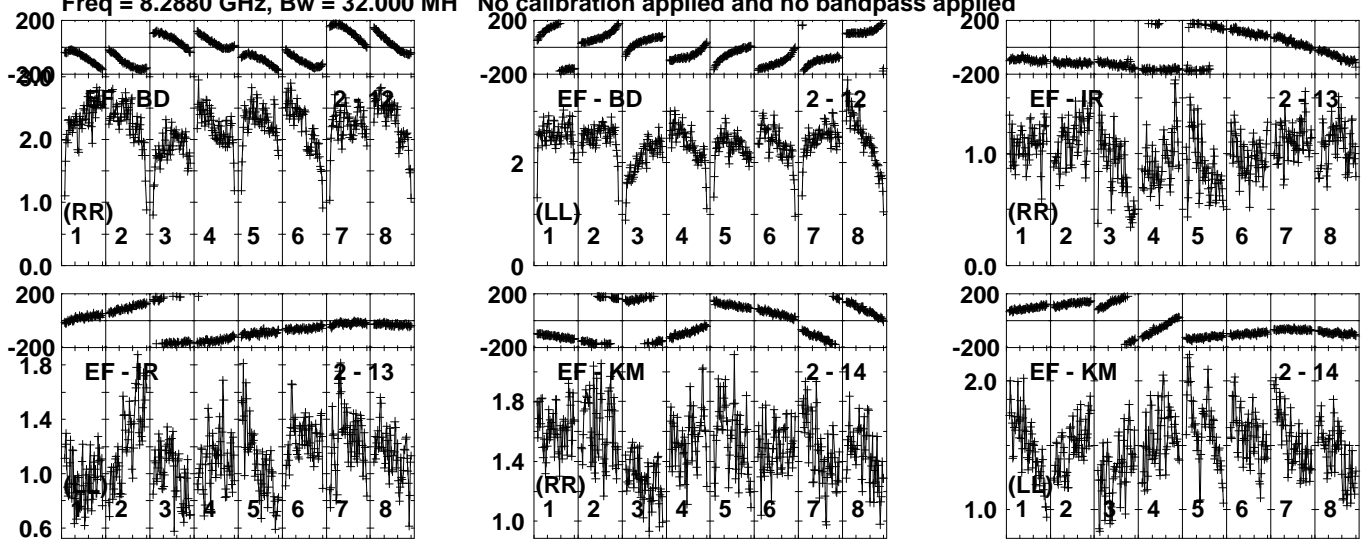 Freq = 8.2880 GHz, Bw = 32.000 MH No calibration applied and no bandpass applied
200
-200
3.0
2.0
1.0
0.0
EF - BD 2 - 12
(RR)
1 2 3 4 5 6 7 8
200
-200
2
0
EF - BD 2 - 12
(LL)
1 2 3 4 5 6 7 8
200
-200
1.0
0.0
EF - IR 2 - 13
(RR)
1 2 3 4 5 6 7 8
200
-200
1.8
1.4
1.0
0.6
EF - IR 2 - 13
(LL)
1 2 3 4 5 6 7 8
200
-200
1.8
1.4
1.0
EF - KM 2 - 14
(RR)
1 2 3 4 5 6 7 8
200
-200
2.0
1.0
EF - KM 2 - 14
(LL)
1 2 3 4 5 6 7 8